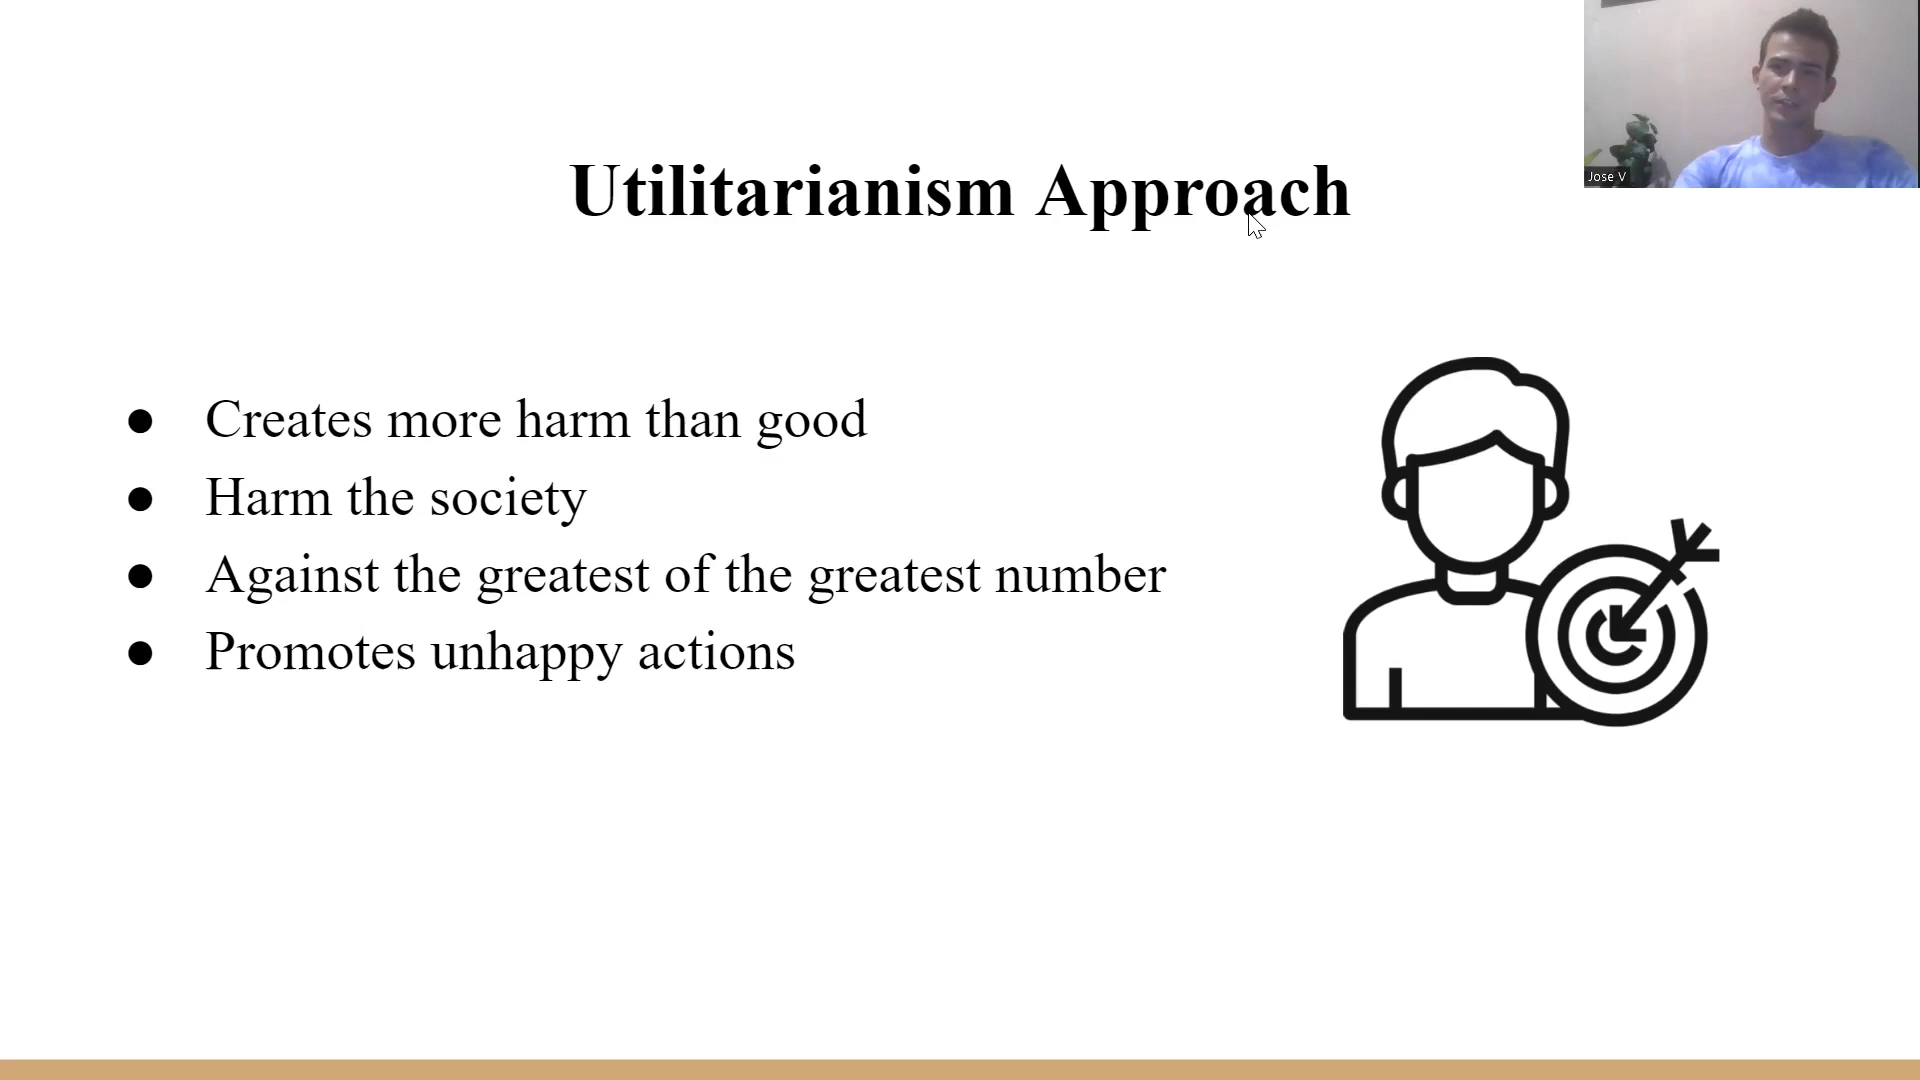 Jose V
Utilitarianism Approach
● Creates more harm than good
● Harm the society
● Against the greatest of the greatest number
● Promotes unhappy actions